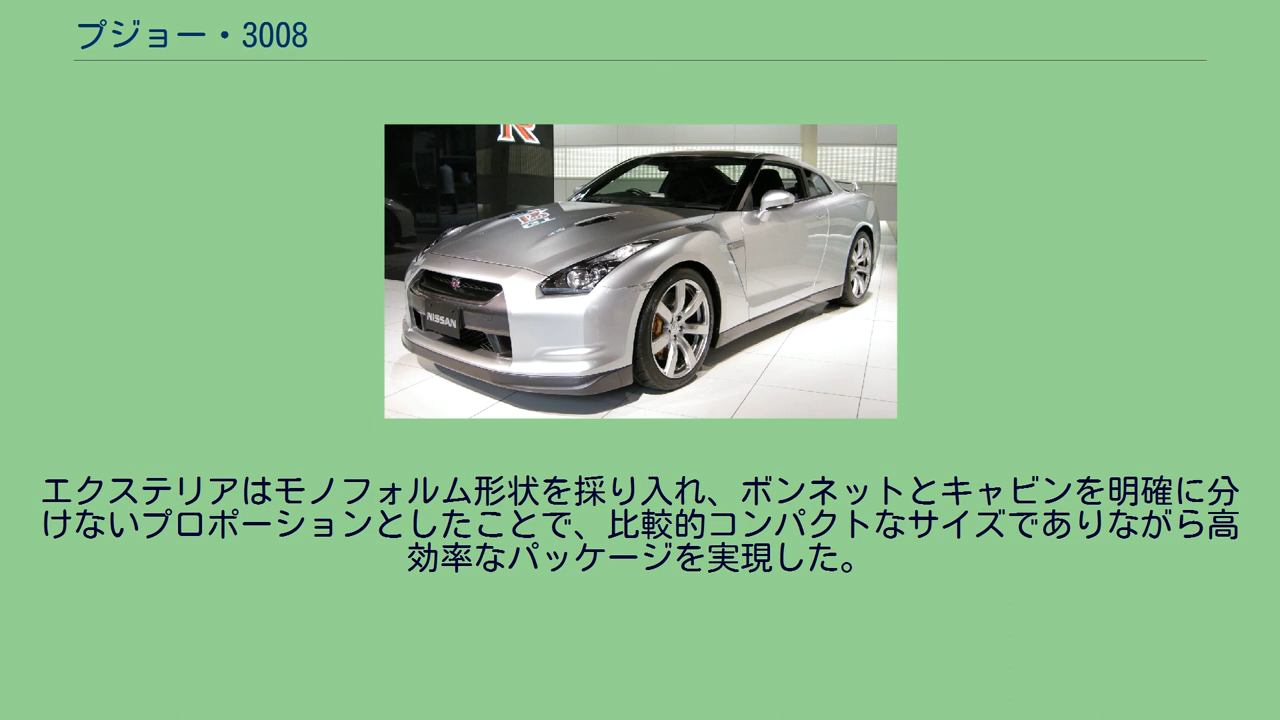 プジョー・3008
R
NISSAN
エクステリアはモノフォルム形状を採り入れ、ボンネットとキャビンを明確に分
けないプロポーションとしたことで、比較的コンパクトなサイズでありながら高
効率なパッケージを実現した。